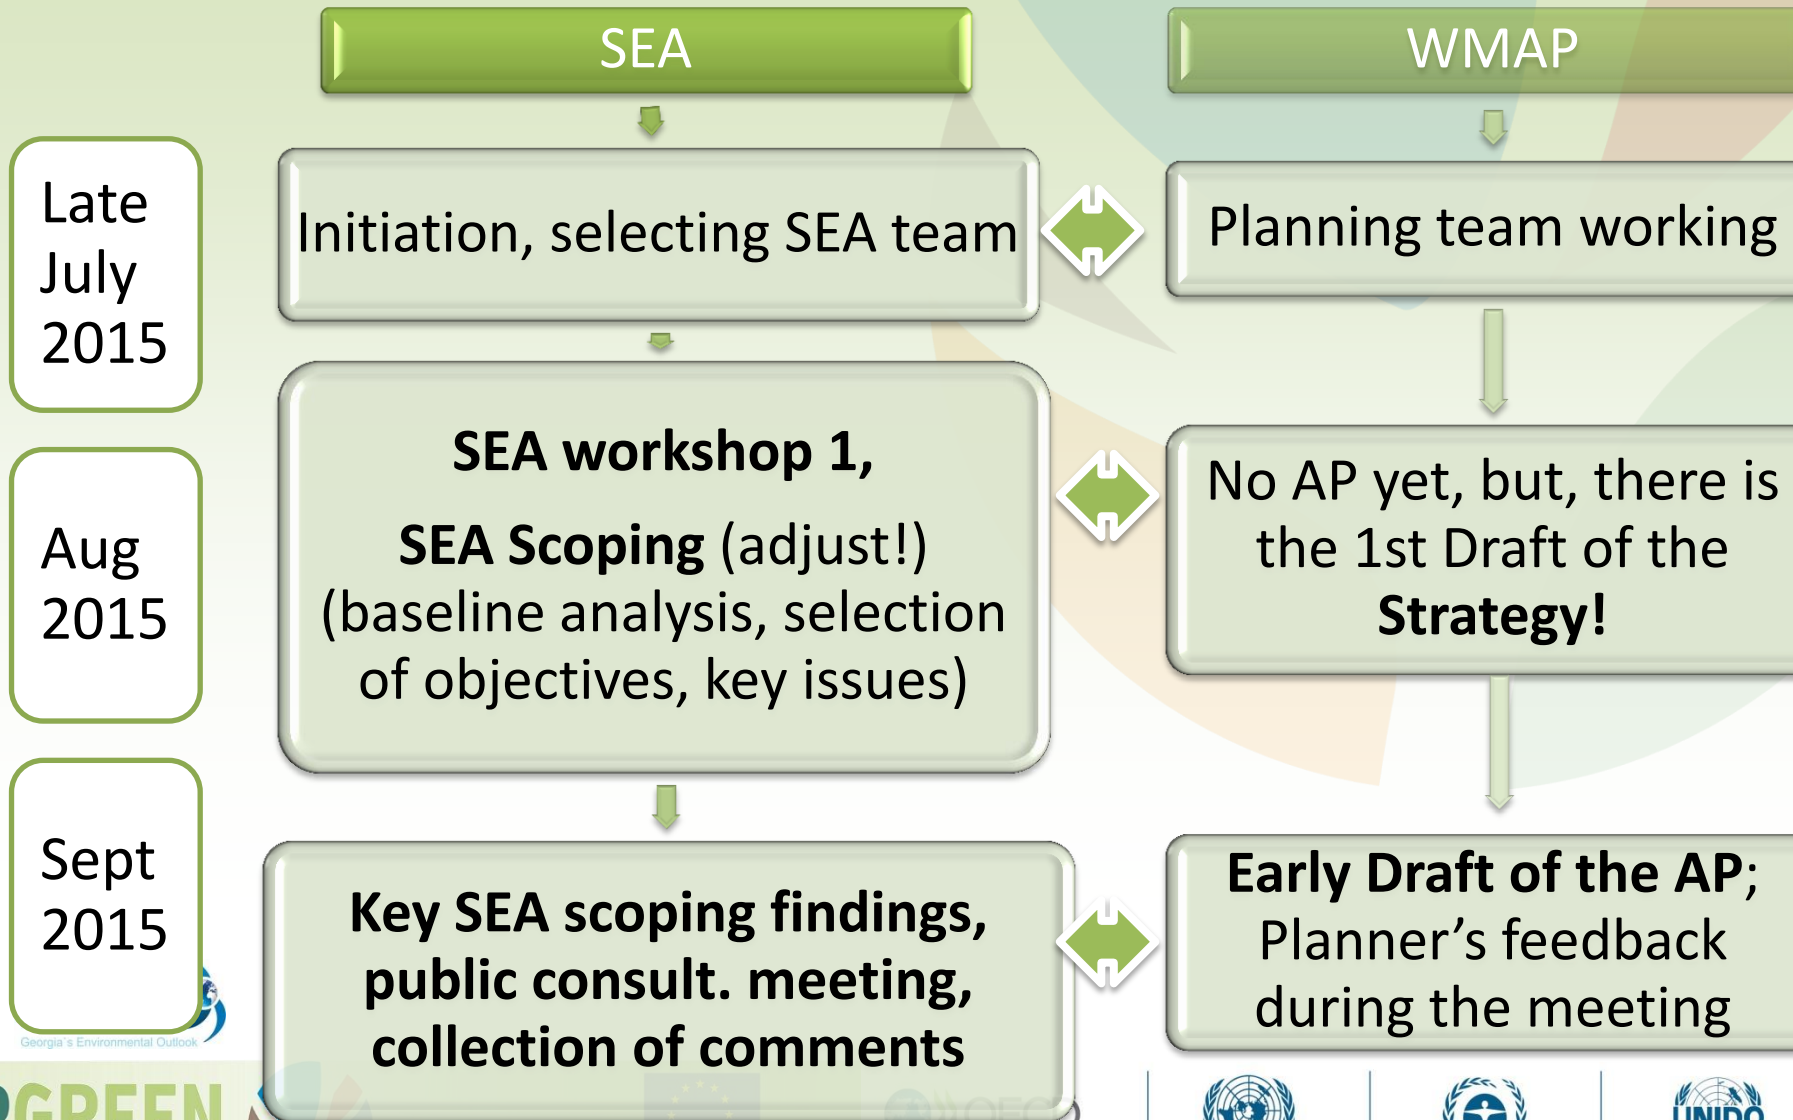 SEA
WMAP
Late
July
2015
Initiation, selecting SEA team
Planning team working
Aug
2015
SEA workshop 1,
SEA Scoping (adjust!)
(baseline analysis, selection
of objectives, key issues)
No AP yet, but, there is
the 1st Draft of the
Strategy!
Sept
2015
Key SEA scoping findings,
public consult. meeting,
collection of comments
Early Draft of the AP;
Planner’s feedback
during the meeting
Georgia's Environmental Outlook
GREEN
OECD
UNIDO